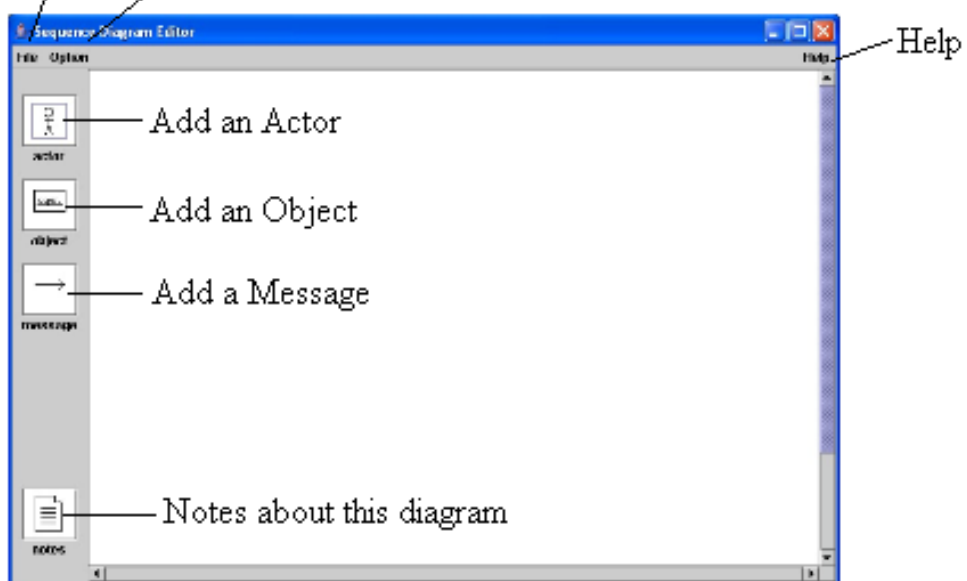 Sequence Diagram Editor
File Option Help
Help
Add an Actor
actor
Add an Object
object
Add a Message
message
Notes about this diagram
notes